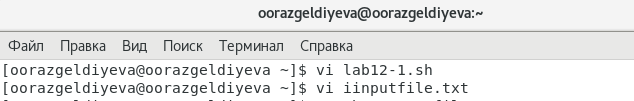 oorazgeldiyeva@oorazgeldiyeva:~
Файл Правка Вид Поиск Терминал Справка
[oorazgeldiyeva@oorazgeldiyeva ~]$ vi lab12-1.sh
[oorazgeldiyeva@oorazgeldiyeva ~]$ vi iinputfile.txt